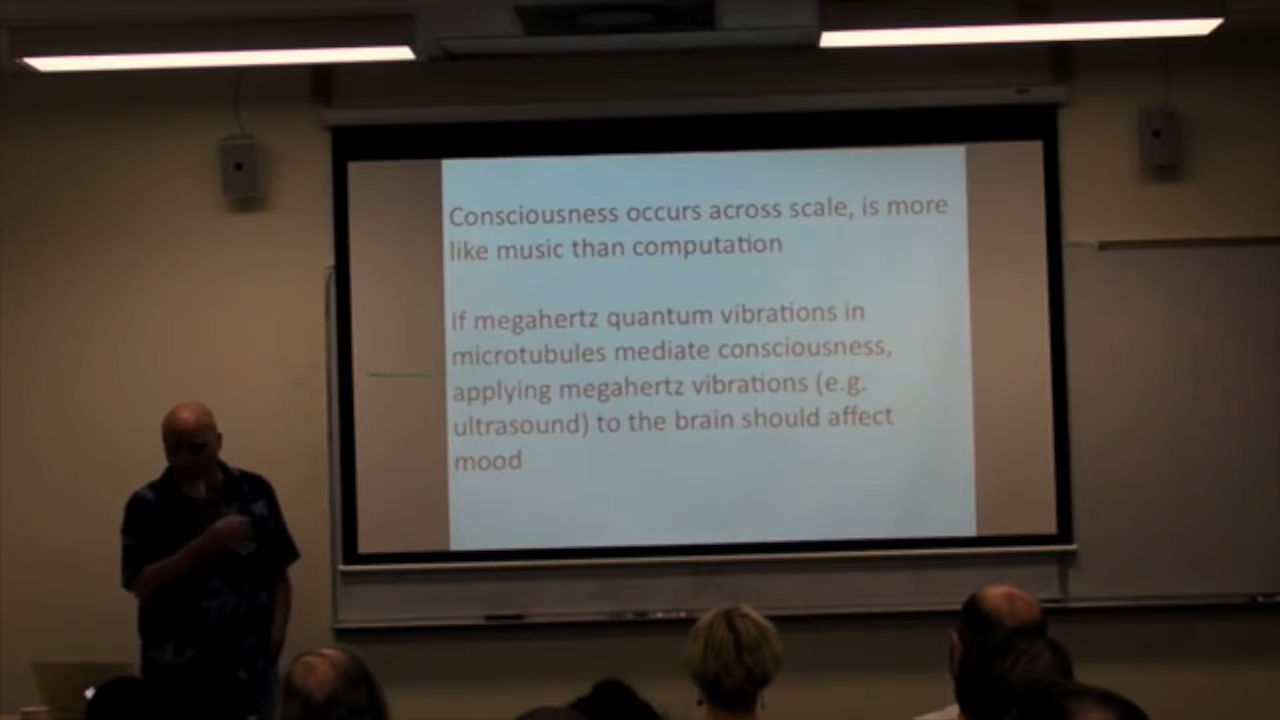 Consciousness occurs across scale, is more
like music than computation
If megahertz quantum vibrations in
microtubules mediate consciousness,
applying megahertz vibrations (e.g.
ultrasound) to the brain should affect
mood